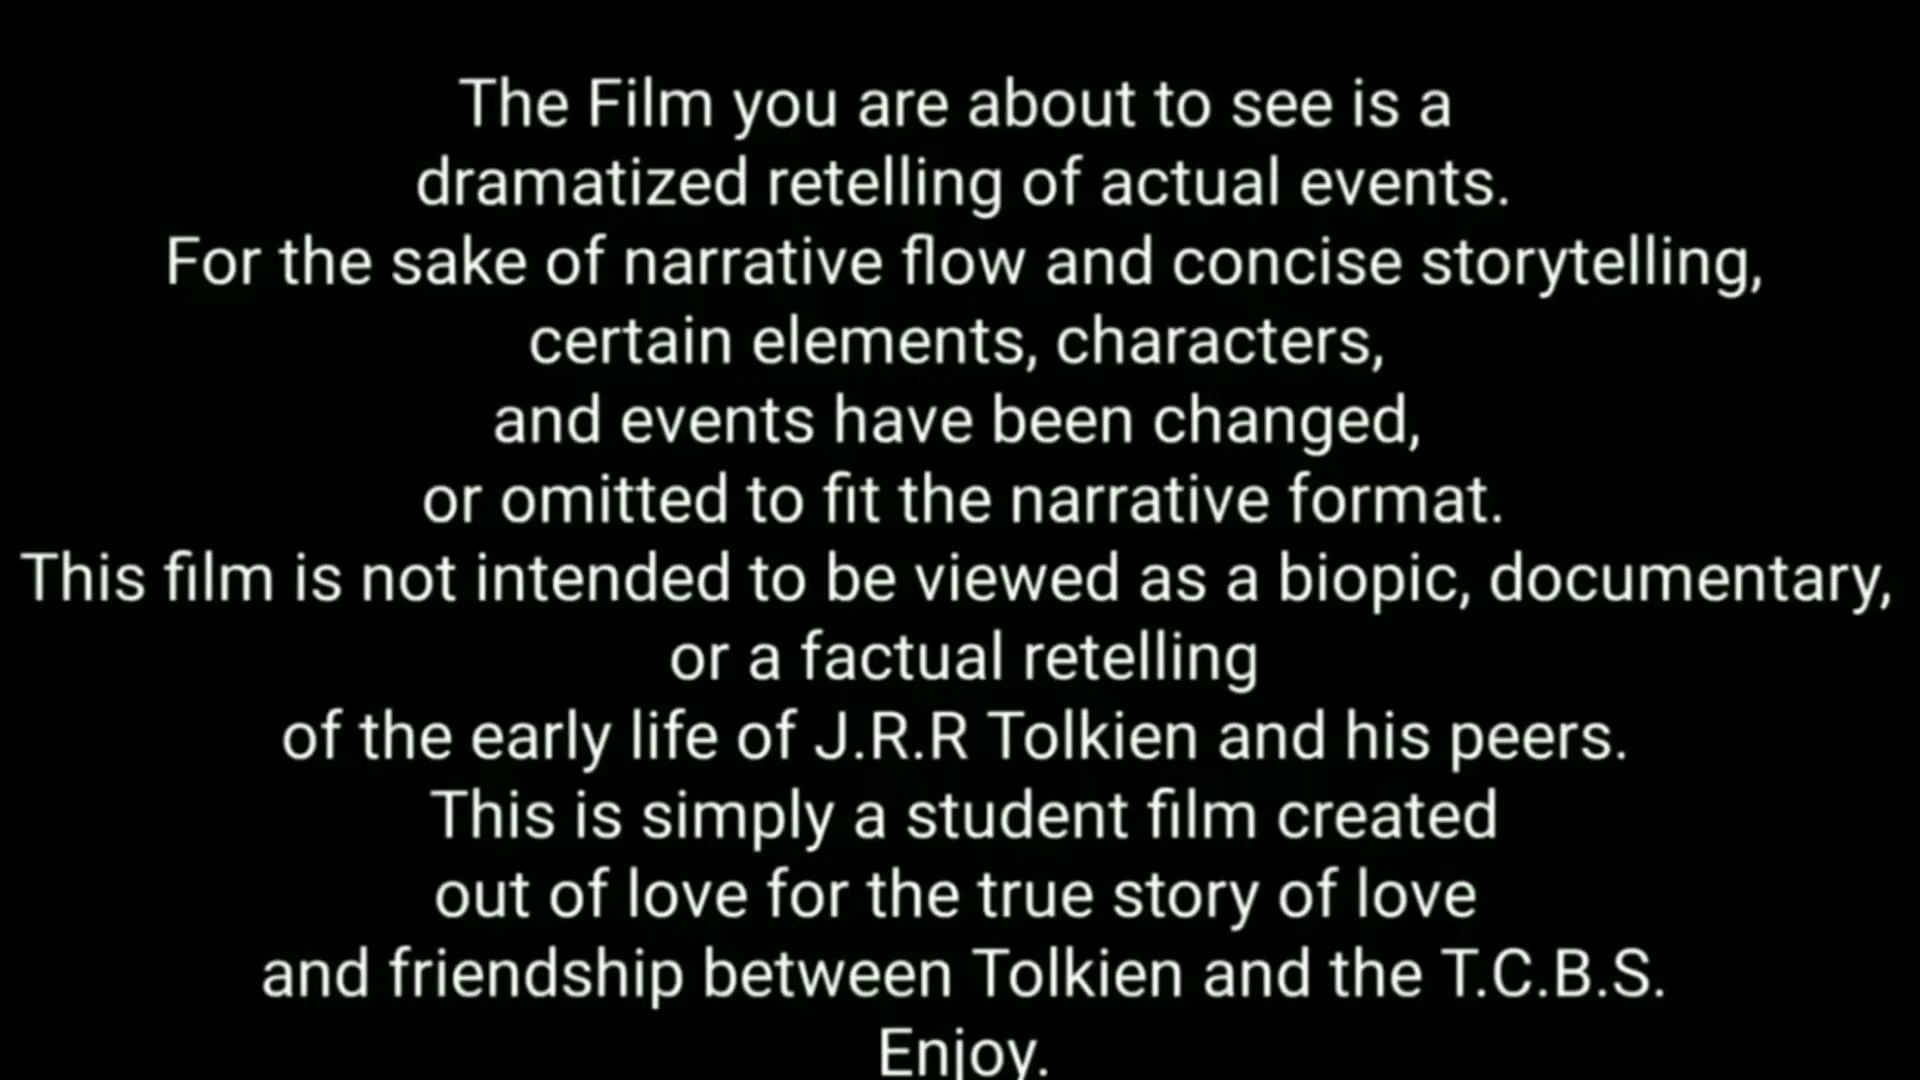 The Film you are about to see is a
dramatized retelling of actual events.
For the sake of narrative flow and concise storytelling,
certain elements, characters,
and events have been changed,
or omitted to fit the narrative format.
This film is not intended to be viewed as a biopic, documentary,
or a factual retelling
of the early life of J.R.R Tolkien and his peers.
This is simply a student film created
out of love for the true story of love
and friendship between Tolkien and the T.C.B.S.
Enjoy.